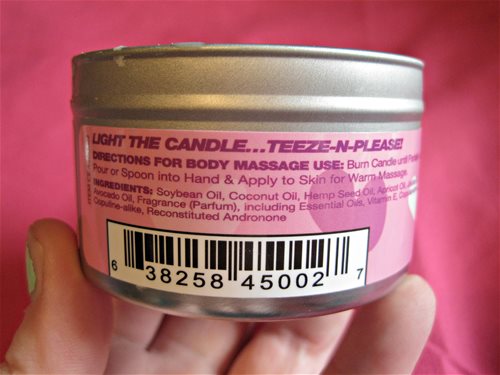 LIGHT THE CANDLE...TEEZE-N-PLEASE!
DIRECTIONS FOR BODY MASSAGE USE: Burn Candle until
Pour or Spoon into Hand & Apply to Skin for Warm Massage.
INGREDIENTS: Soybean Oil, Coconut Oil, Hemp Seed Oil, Apricot Oil,
Avocado Oil, Fragrance (Parfum), including Essential Oils, Vitamin E,
Copuline-alike, Reconstituted Andronone
6 38258 45002 7